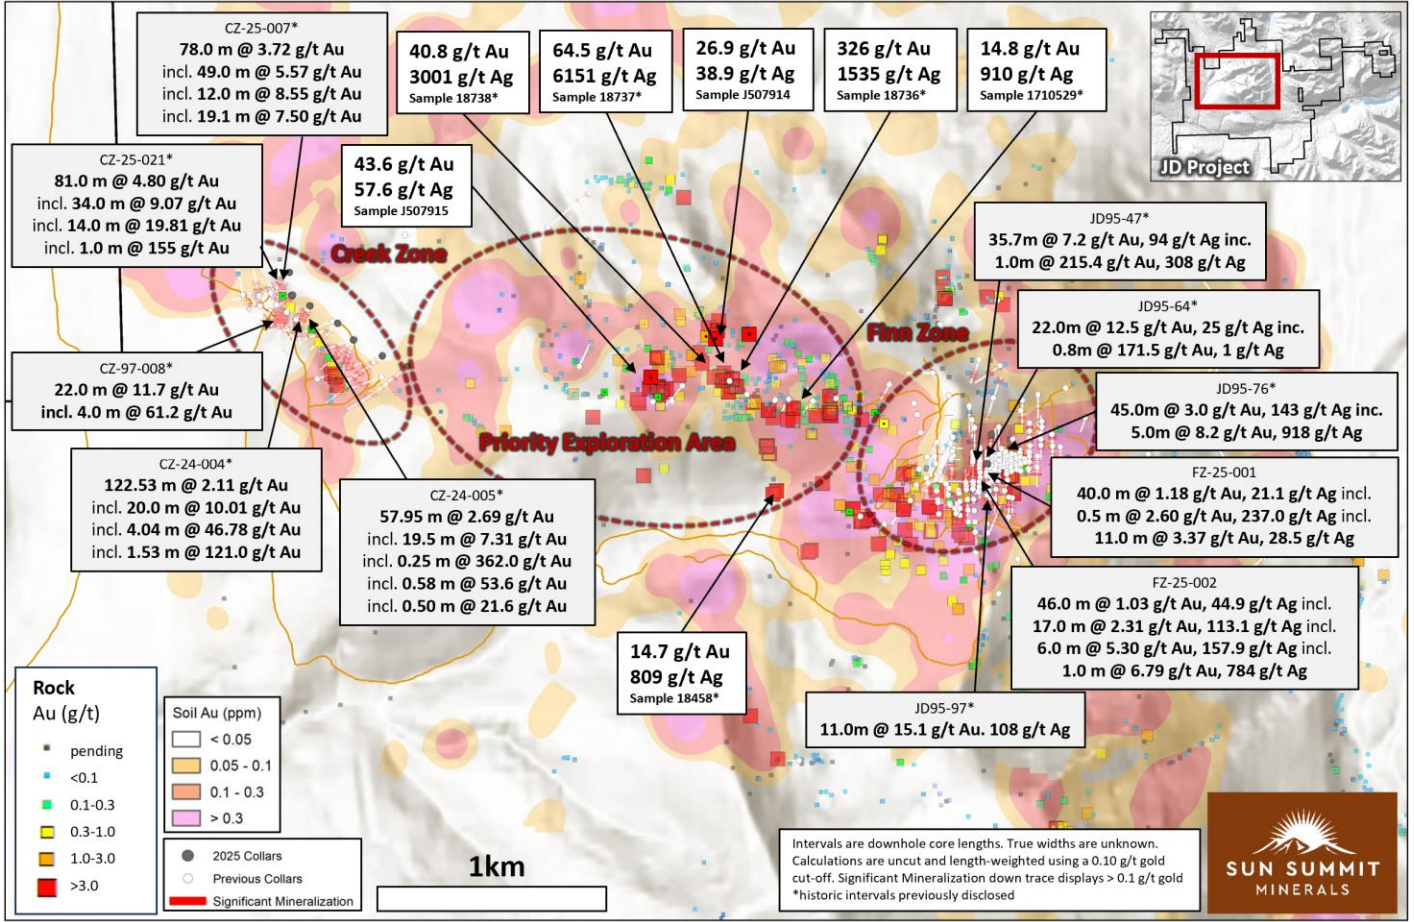 CZ-25-007*
78.0 m @ 3.72 g/t Au
incl. 49.0 m @ 5.57 g/t Au
incl. 12.0 m @ 8.55 g/t Au
incl. 19.1 m @ 7.50 g/t Au
40.8 g/t Au
3001 g/t Ag
Sample 18738*
64.5 g/t Au
6151 g/t Ag
Sample 18737*
26.9 g/t Au
38.9 g/t Ag
Sample J507914
326 g/t Au
1535 g/t Ag
Sample 18736*
14.8 g/t Au
910 g/t Ag
Sample 1710529*
JD Project
CZ-25-021*
81.0 m @ 4.80 g/t Au
incl. 34.0 m @ 9.07 g/t Au
incl. 14.0 m @ 19.81 g/t Au
incl. 1.0 m @ 155 g/t Au
43.6 g/t Au
57.6 g/t Ag
Sample J507915
JD95-47*
35.7m @ 7.2 g/t Au, 94 g/t Ag inc.
1.0m @ 215.4 g/t Au, 308 g/t Ag
Creek Zone
Finn Zone
Priority Exploration Area
JD95-64*
22.0m @ 12.5 g/t Au, 25 g/t Ag inc.
0.8m @ 171.5 g/t Au, 1 g/t Ag
CZ-97-008*
22.0 m @ 11.7 g/t Au
incl. 4.0 m @ 61.2 g/t Au
JD95-76*
45.0m @ 3.0 g/t Au, 143 g/t Ag inc.
5.0m @ 8.2 g/t Au, 918 g/t Ag
CZ-24-004*
122.53 m @ 2.11 g/t Au
incl. 20.0 m @ 10.01 g/t Au
incl. 4.04 m @ 46.78 g/t Au
incl. 1.53 m @ 121.0 g/t Au
CZ-24-005*
57.95 m @ 2.69 g/t Au
incl. 19.5 m @ 7.31 g/t Au
incl. 0.25 m @ 362.0 g/t Au
incl. 0.58 m @ 53.6 g/t Au
incl. 0.50 m @ 21.6 g/t Au
FZ-25-001
40.0 m @ 1.18 g/t Au, 21.1 g/t Ag incl.
0.5 m @ 2.60 g/t Au, 237.0 g/t Ag incl.
11.0 m @ 3.37 g/t Au, 28.5 g/t Ag
FZ-25-002
46.0 m @ 1.03 g/t Au, 44.9 g/t Ag incl.
17.0 m @ 2.31 g/t Au, 113.1 g/t Ag incl.
6.0 m @ 5.30 g/t Au, 157.9 g/t Ag incl.
1.0 m @ 6.79 g/t Au, 784 g/t Ag
14.7 g/t Au
809 g/t Ag
Sample 18458*
JD95-97*
11.0m @ 15.1 g/t Au. 108 g/t Ag
Rock
Au (g/t)
pending
<0.1
0.1-0.3
0.3-1.0
1.0-3.0
>3.0
Soil Au (ppm)
< 0.05
0.05 - 0.1
0.1 - 0.3
> 0.3
2025 Collars
Previous Collars
Significant Mineralization
1km
Intervals are downhole core lengths. True widths are unknown.
Calculations are uncut and length-weighted using a 0.10 g/t gold
cut-off. Significant Mineralization down trace displays > 0.1 g/t gold
*historic intervals previously disclosed
SUN SUMMIT
MINERALS